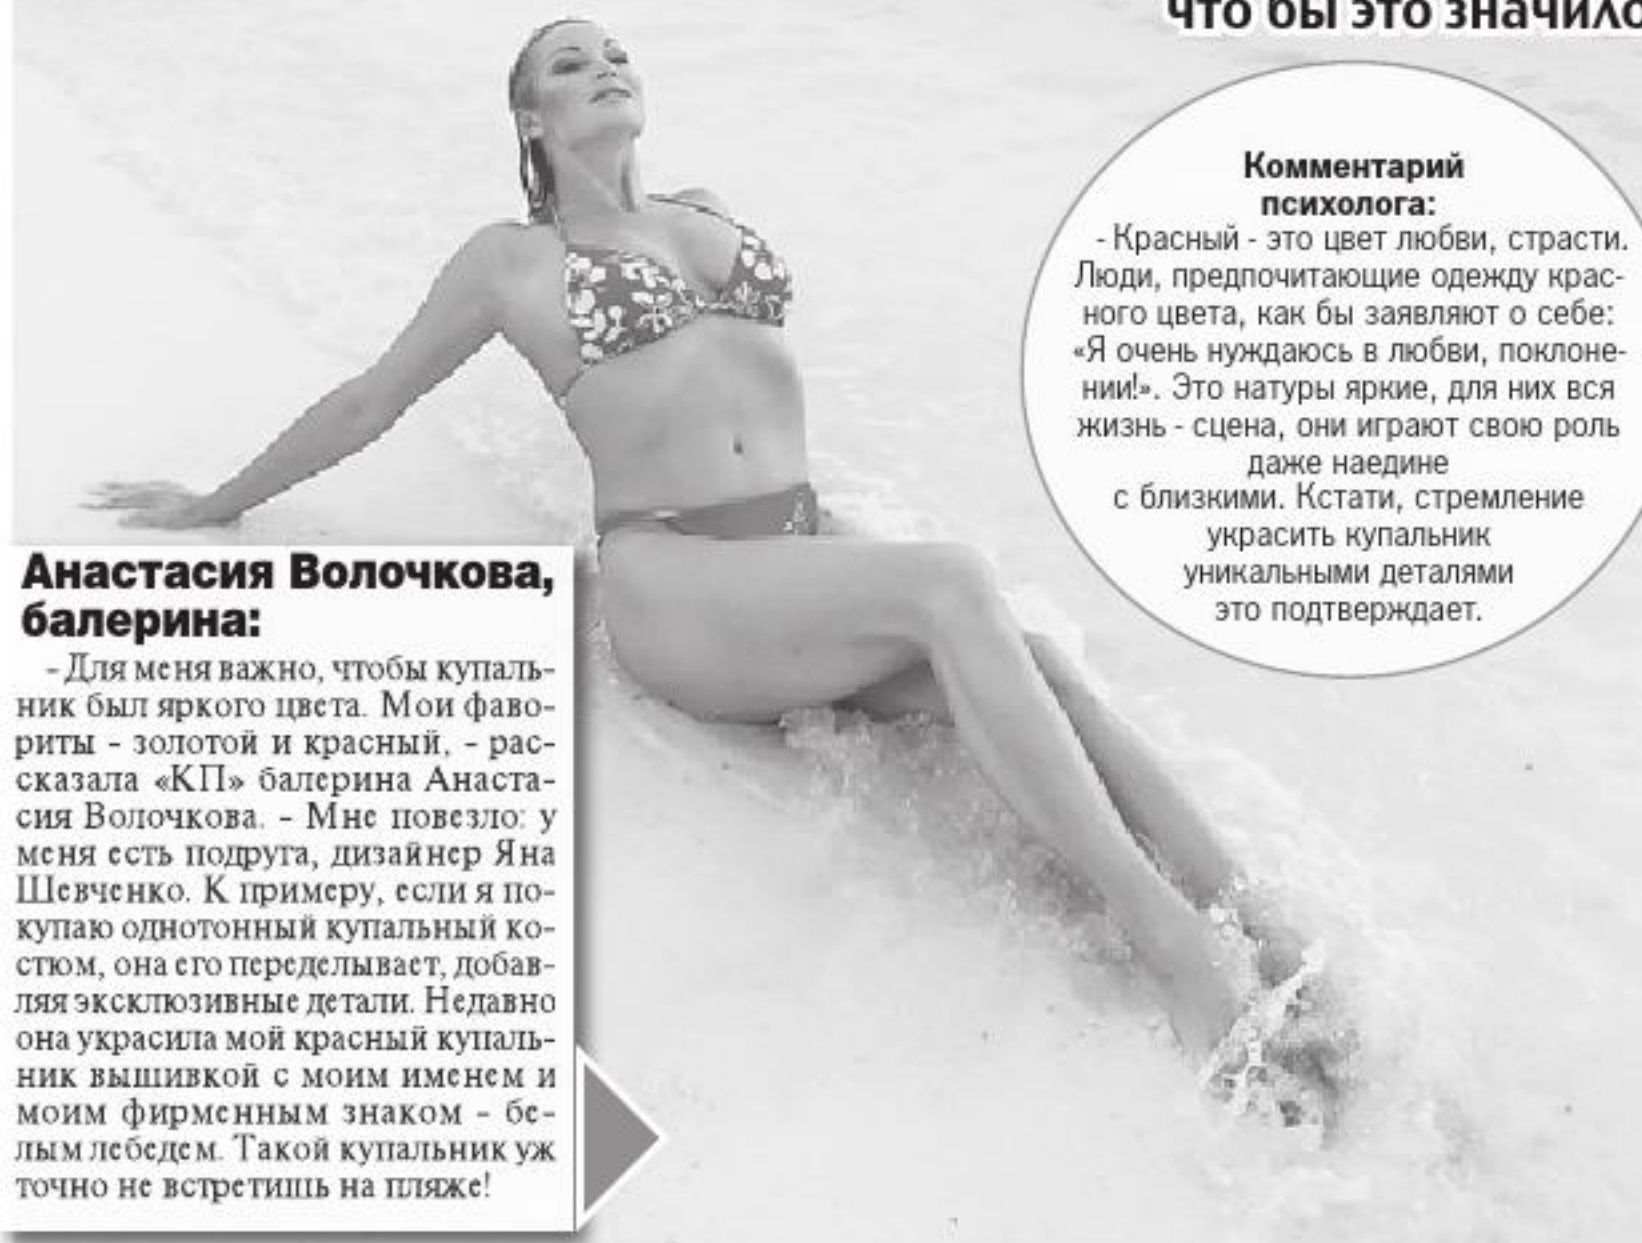 что бы это значило
Комментарий
психолога:
- Красный - это цвет любви, страсти.
Люди, предпочитающие одежду крас-
ного цвета, как бы заявляют о себе:
«Я очень нуждаюсь в любви, поклоне-
нии!». Это натуры яркие, для них вся
жизнь - сцена, они играют свою роль
даже наедине
с близкими. Кстати, стремление
украсить купальник
уникальными деталями
это подтверждает.
Анастасия Волочкова,
балерина:
- Для меня важно, чтобы купаль-
ник был яркого цвета. Мои фаво-
риты - золотой и красный, - рас-
сказала «КП» балерина Анаста-
сия Волочкова. - Мне повезло: у
меня есть подруга, дизайнер Яна
Шевченко. К примеру, если я по-
купаю однотонный купальный ко-
стюм, она его переделывает, добав-
ляя эксклюзивные детали. Недавно
она украсила мой красный купаль-
ник вышивкой с моим именем и
моим фирменным знаком - бе-
лым лебедем. Такой купальник уж
точно не встретишь на пляже!